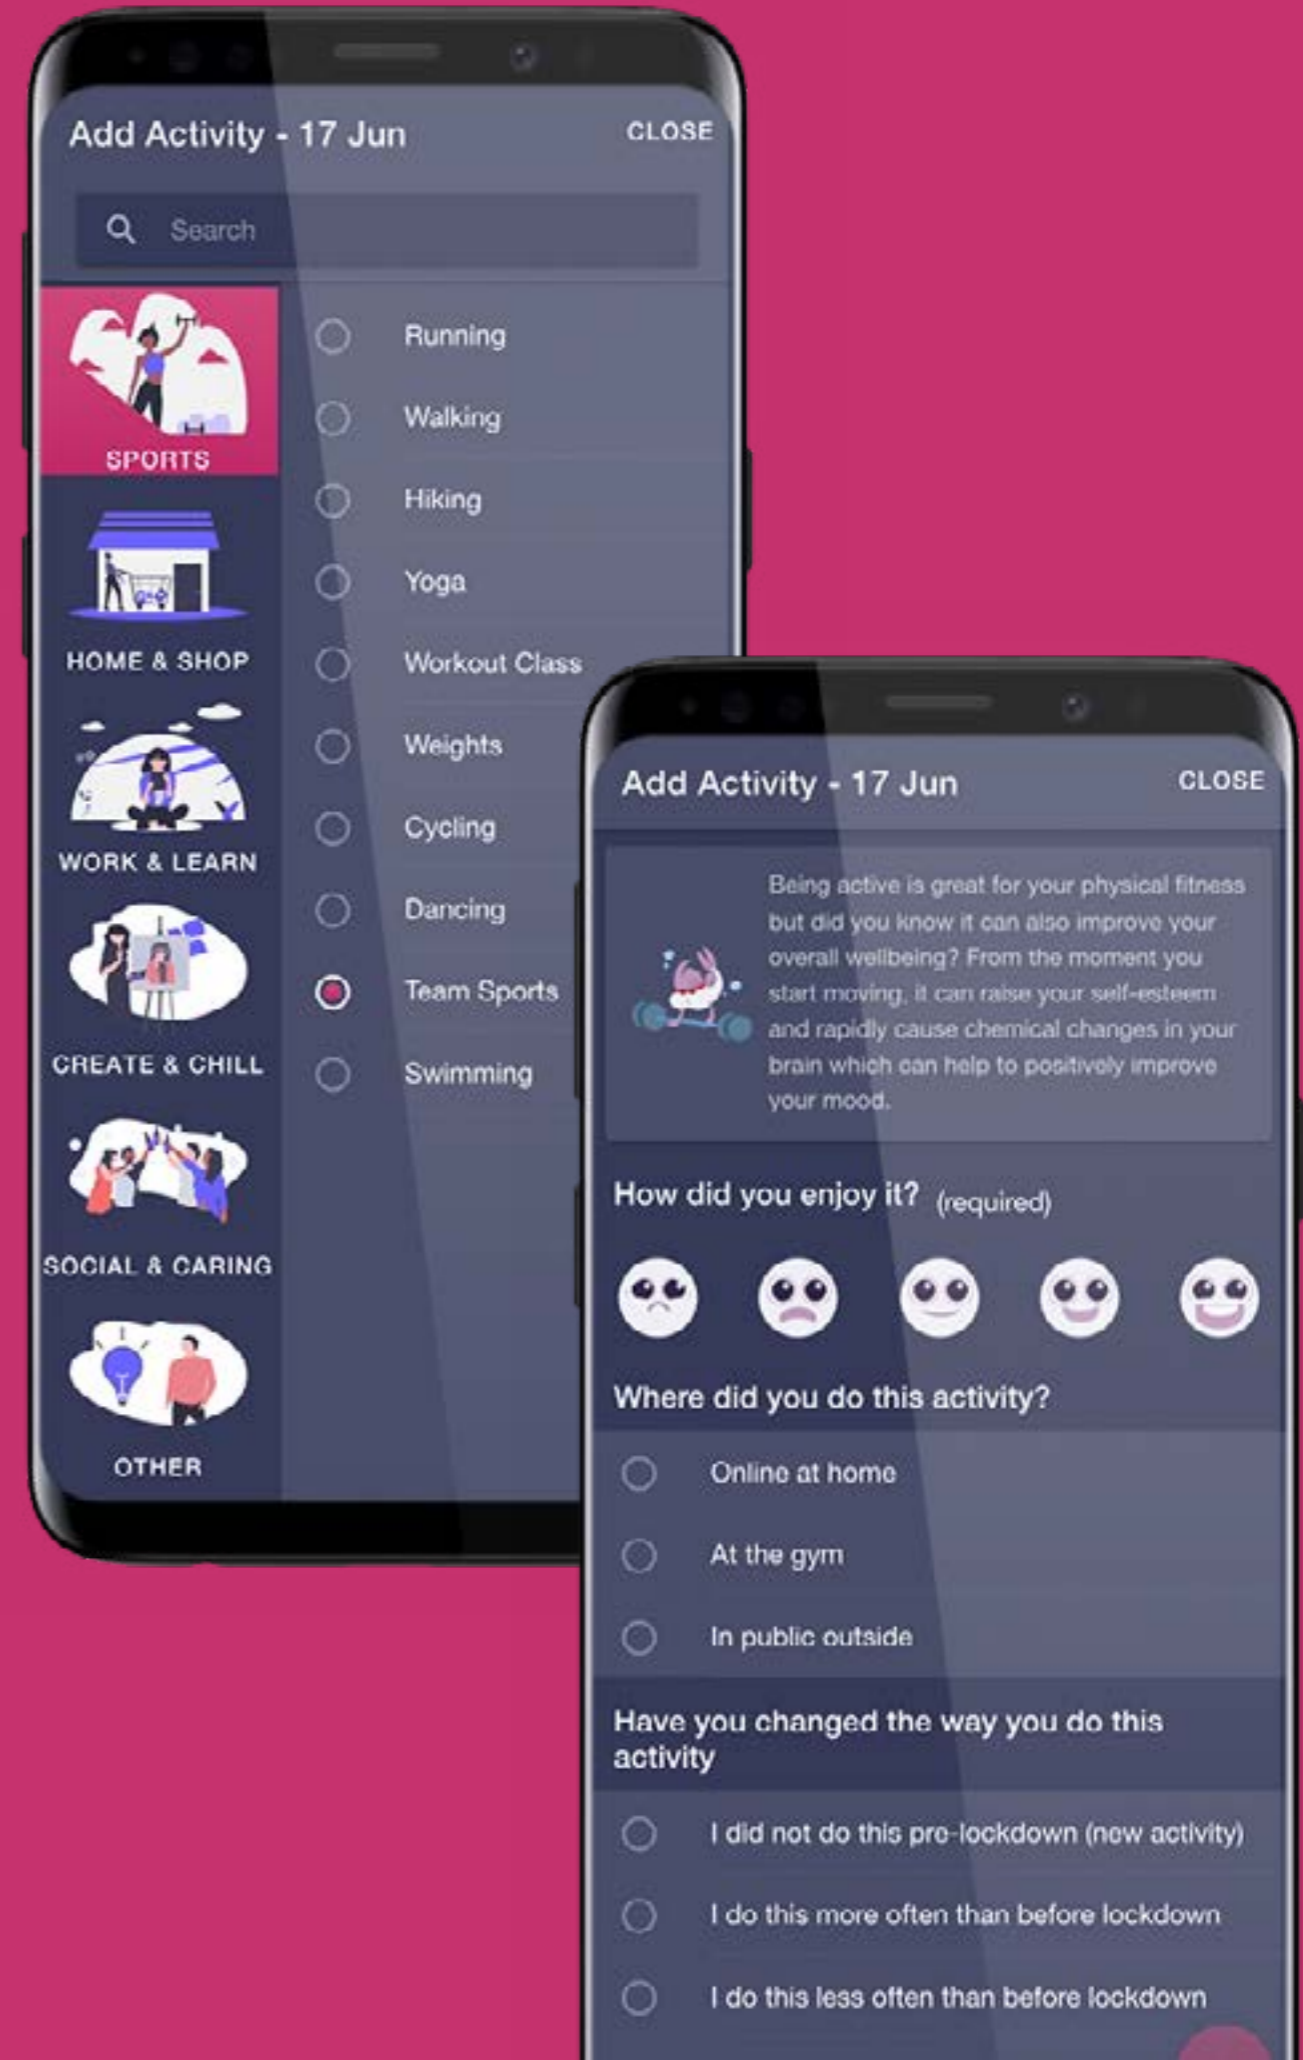 Add Activity - 17 Jun
CLOSE
Search
SPORTS
HOME & SHOP
WORK & LEARN
CREATE & CHILL
SOCIAL & CARING
OTHER
Running
Walking
Hiking
Yoga
Workout Class
Weights
Cycling
Dancing
Team Sports
Swimming
Add Activity - 17 Jun
CLOSE
Being active is great for your physical fitness
but did you know it can also improve your
overall wellbeing? From the moment you
start moving, it can raise your self-esteem
and rapidly cause chemical changes in your
brain which can help to positively improve
your mood.
How did you enjoy it? (required)
Where did you do this activity?
Online at home
At the gym
In public outside
Have you changed the way you do this
activity
I did not do this pre-lockdown (new activity)
I do this more often than before lockdown
I do this less often than before lockdown